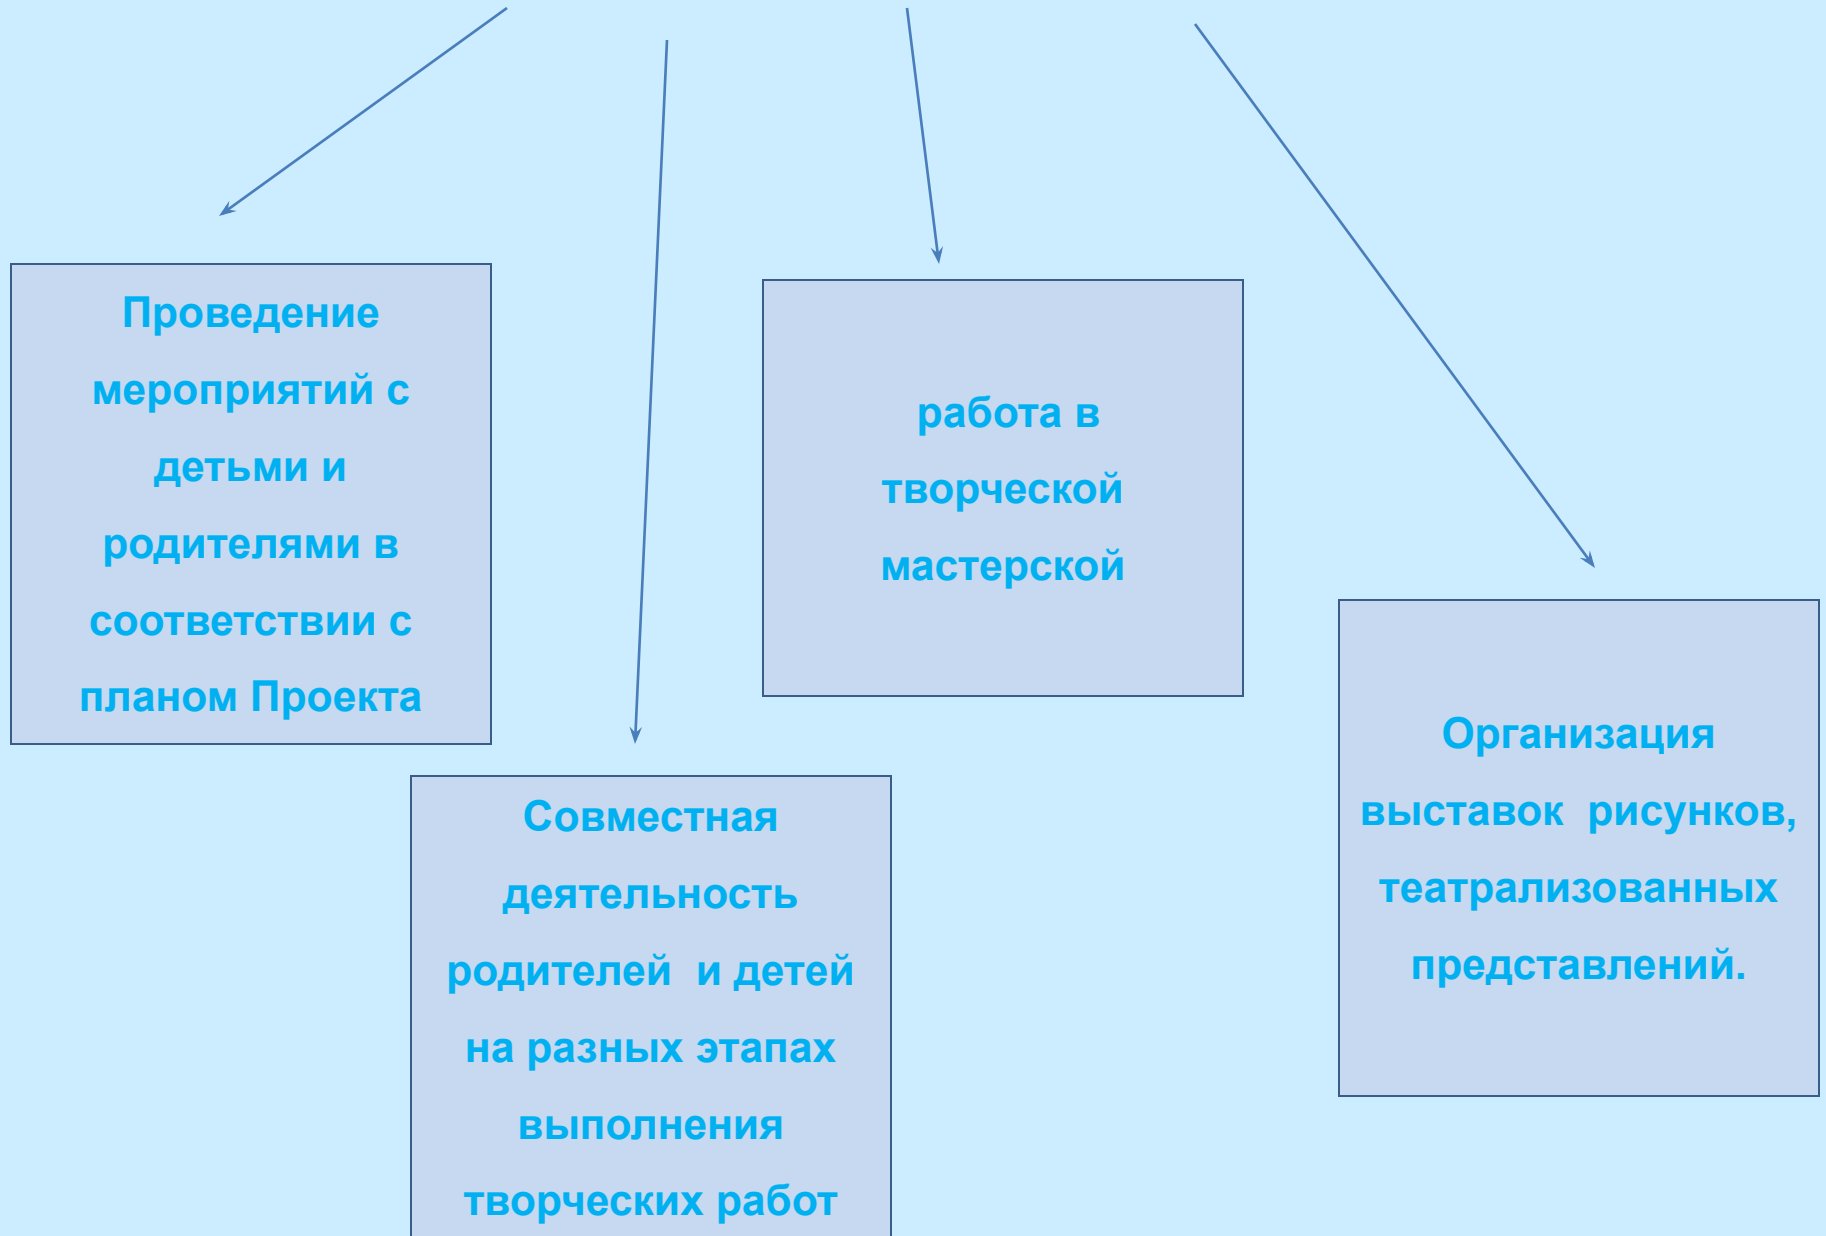 Проведение
мероприятий с
детьми и
родителями в
соответствии с
планом Проекта
Совместная
деятельность
родителей  и детей
на разных этапах
выполнения
творческих работ
работа в
творческой
мастерской
Организация
выставок  рисунков,
театрализованных
представлений.